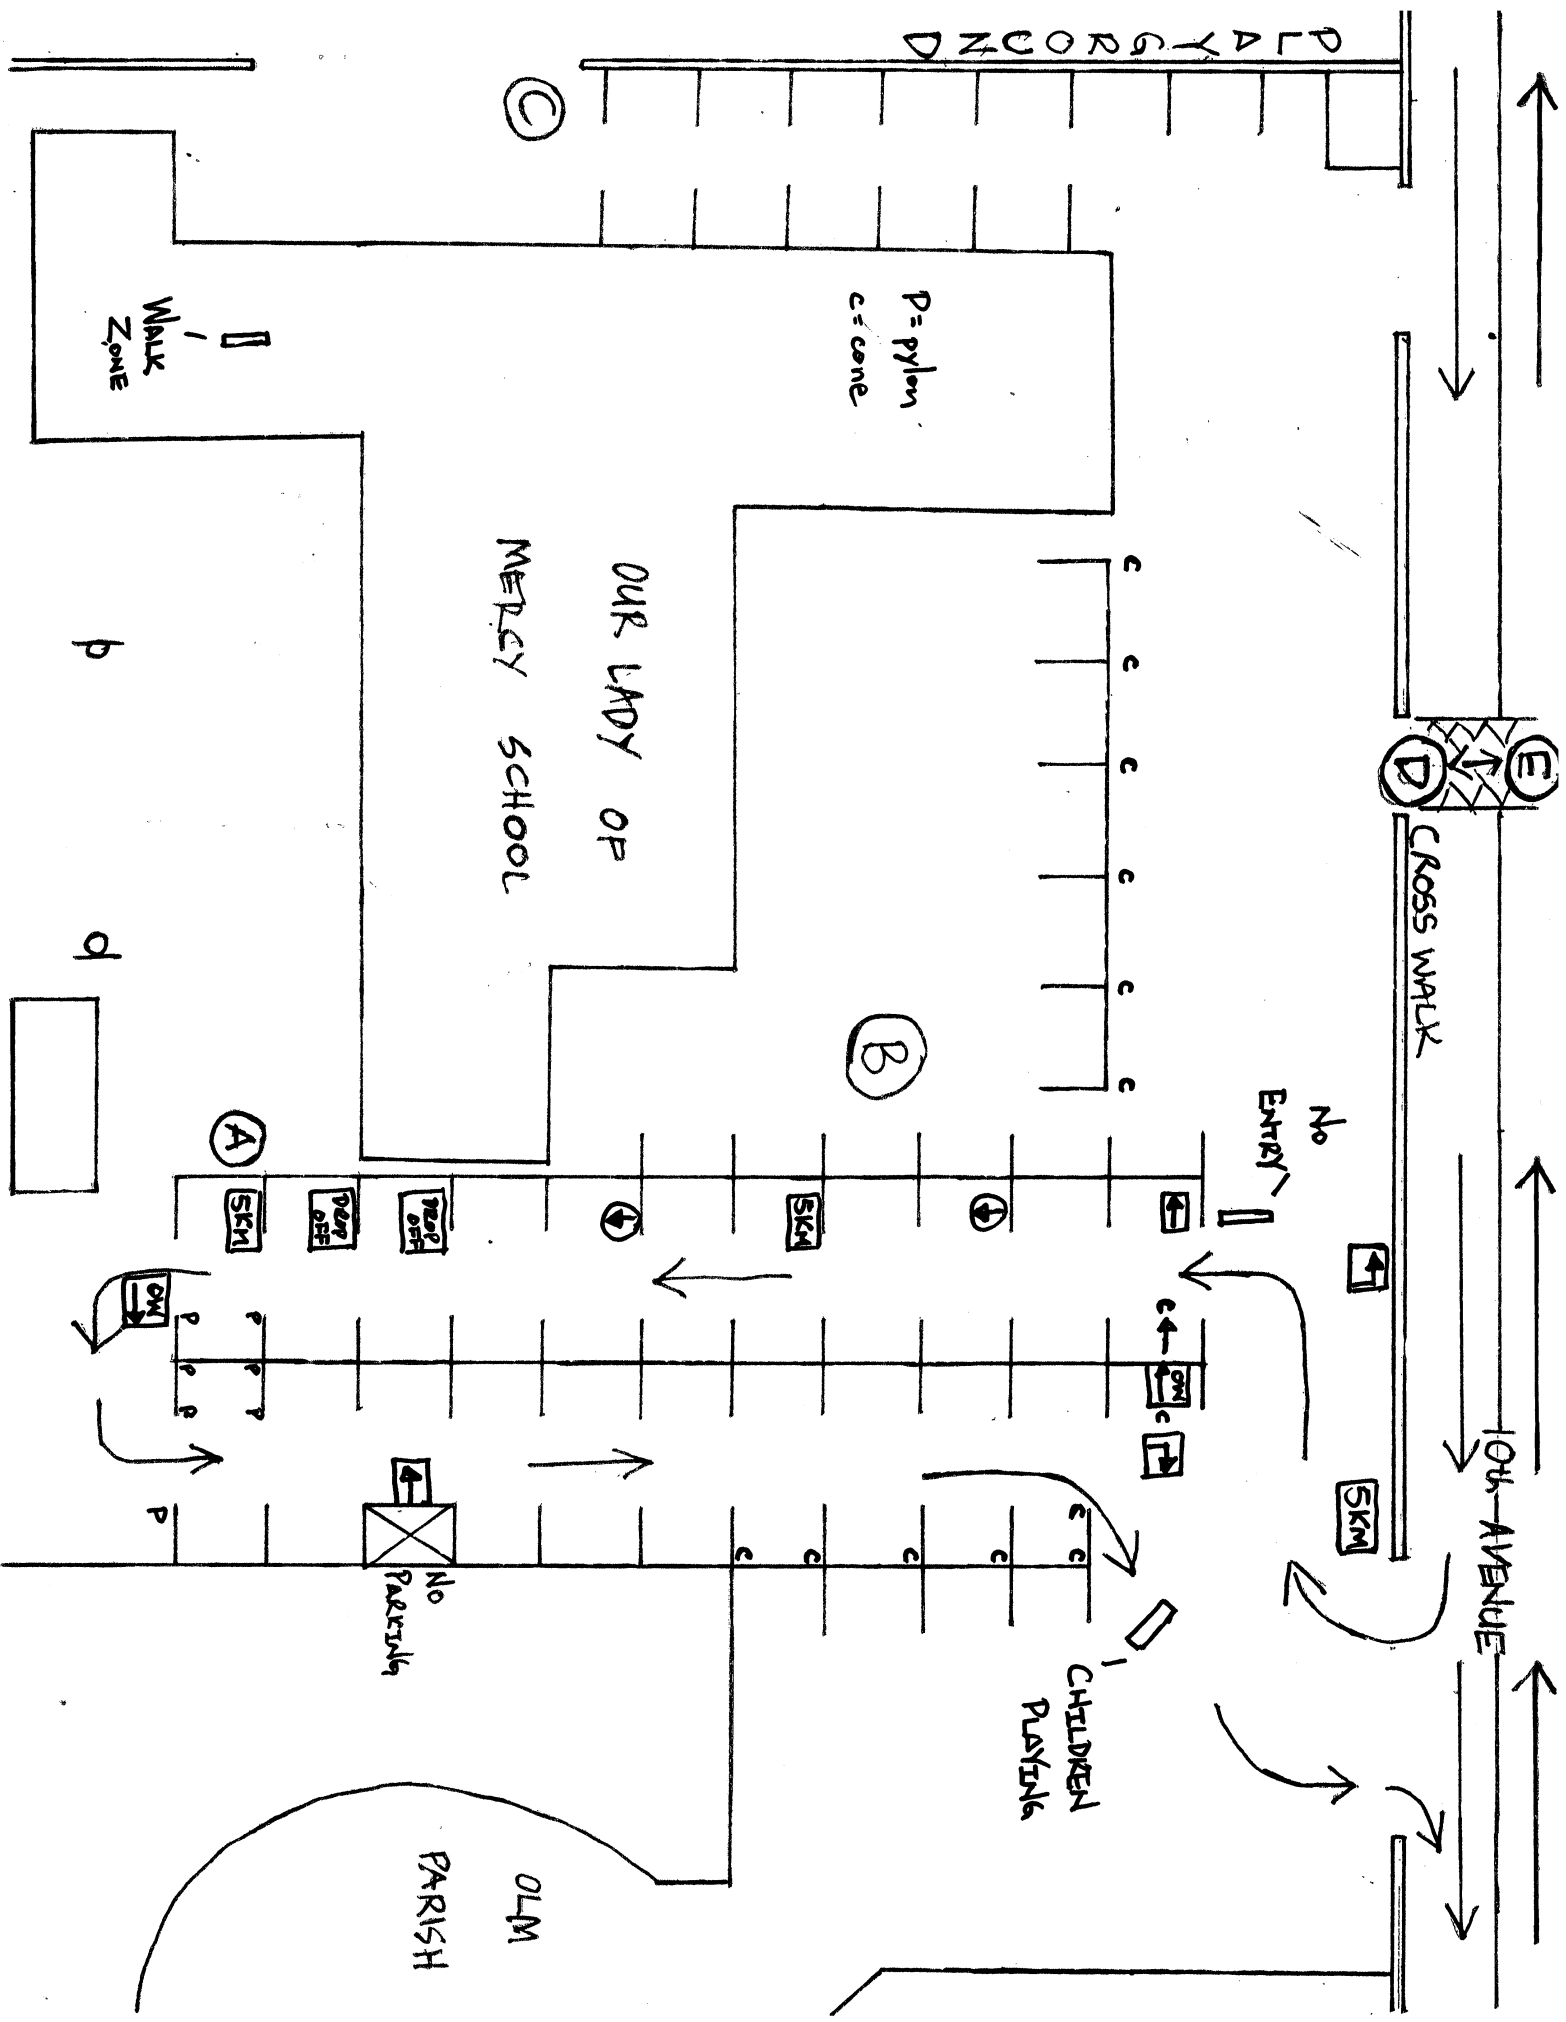 E
10th AVENUE
D
CROSS WALK
PLAYGROUND
5KM
No
ENTRY
c c c c c c
c OW c
CHILDREN
PLAYING
c c
c
c
c
c
P = pylon
c = cone
B
5KM
OUR LADY OF
MERCY SCHOOL
C
DROP
OFF
DROP
OFF
No
PARKING
OLM
PARISH
A
5KM
P P P
P P P
P
OW
WALK
ZONE